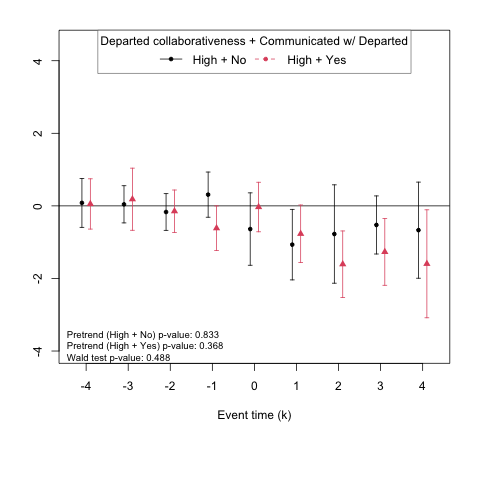 Departed collaborativeness + Communicated w/ Departed
High + No High + Yes
4
2
0
-2
-4
Pretrend (High + No) p-value: 0.833
Pretrend (High + Yes) p-value: 0.368
Wald test p-value: 0.488
-4 -3 -2 -1 0 1 2 3 4
Event time (k)